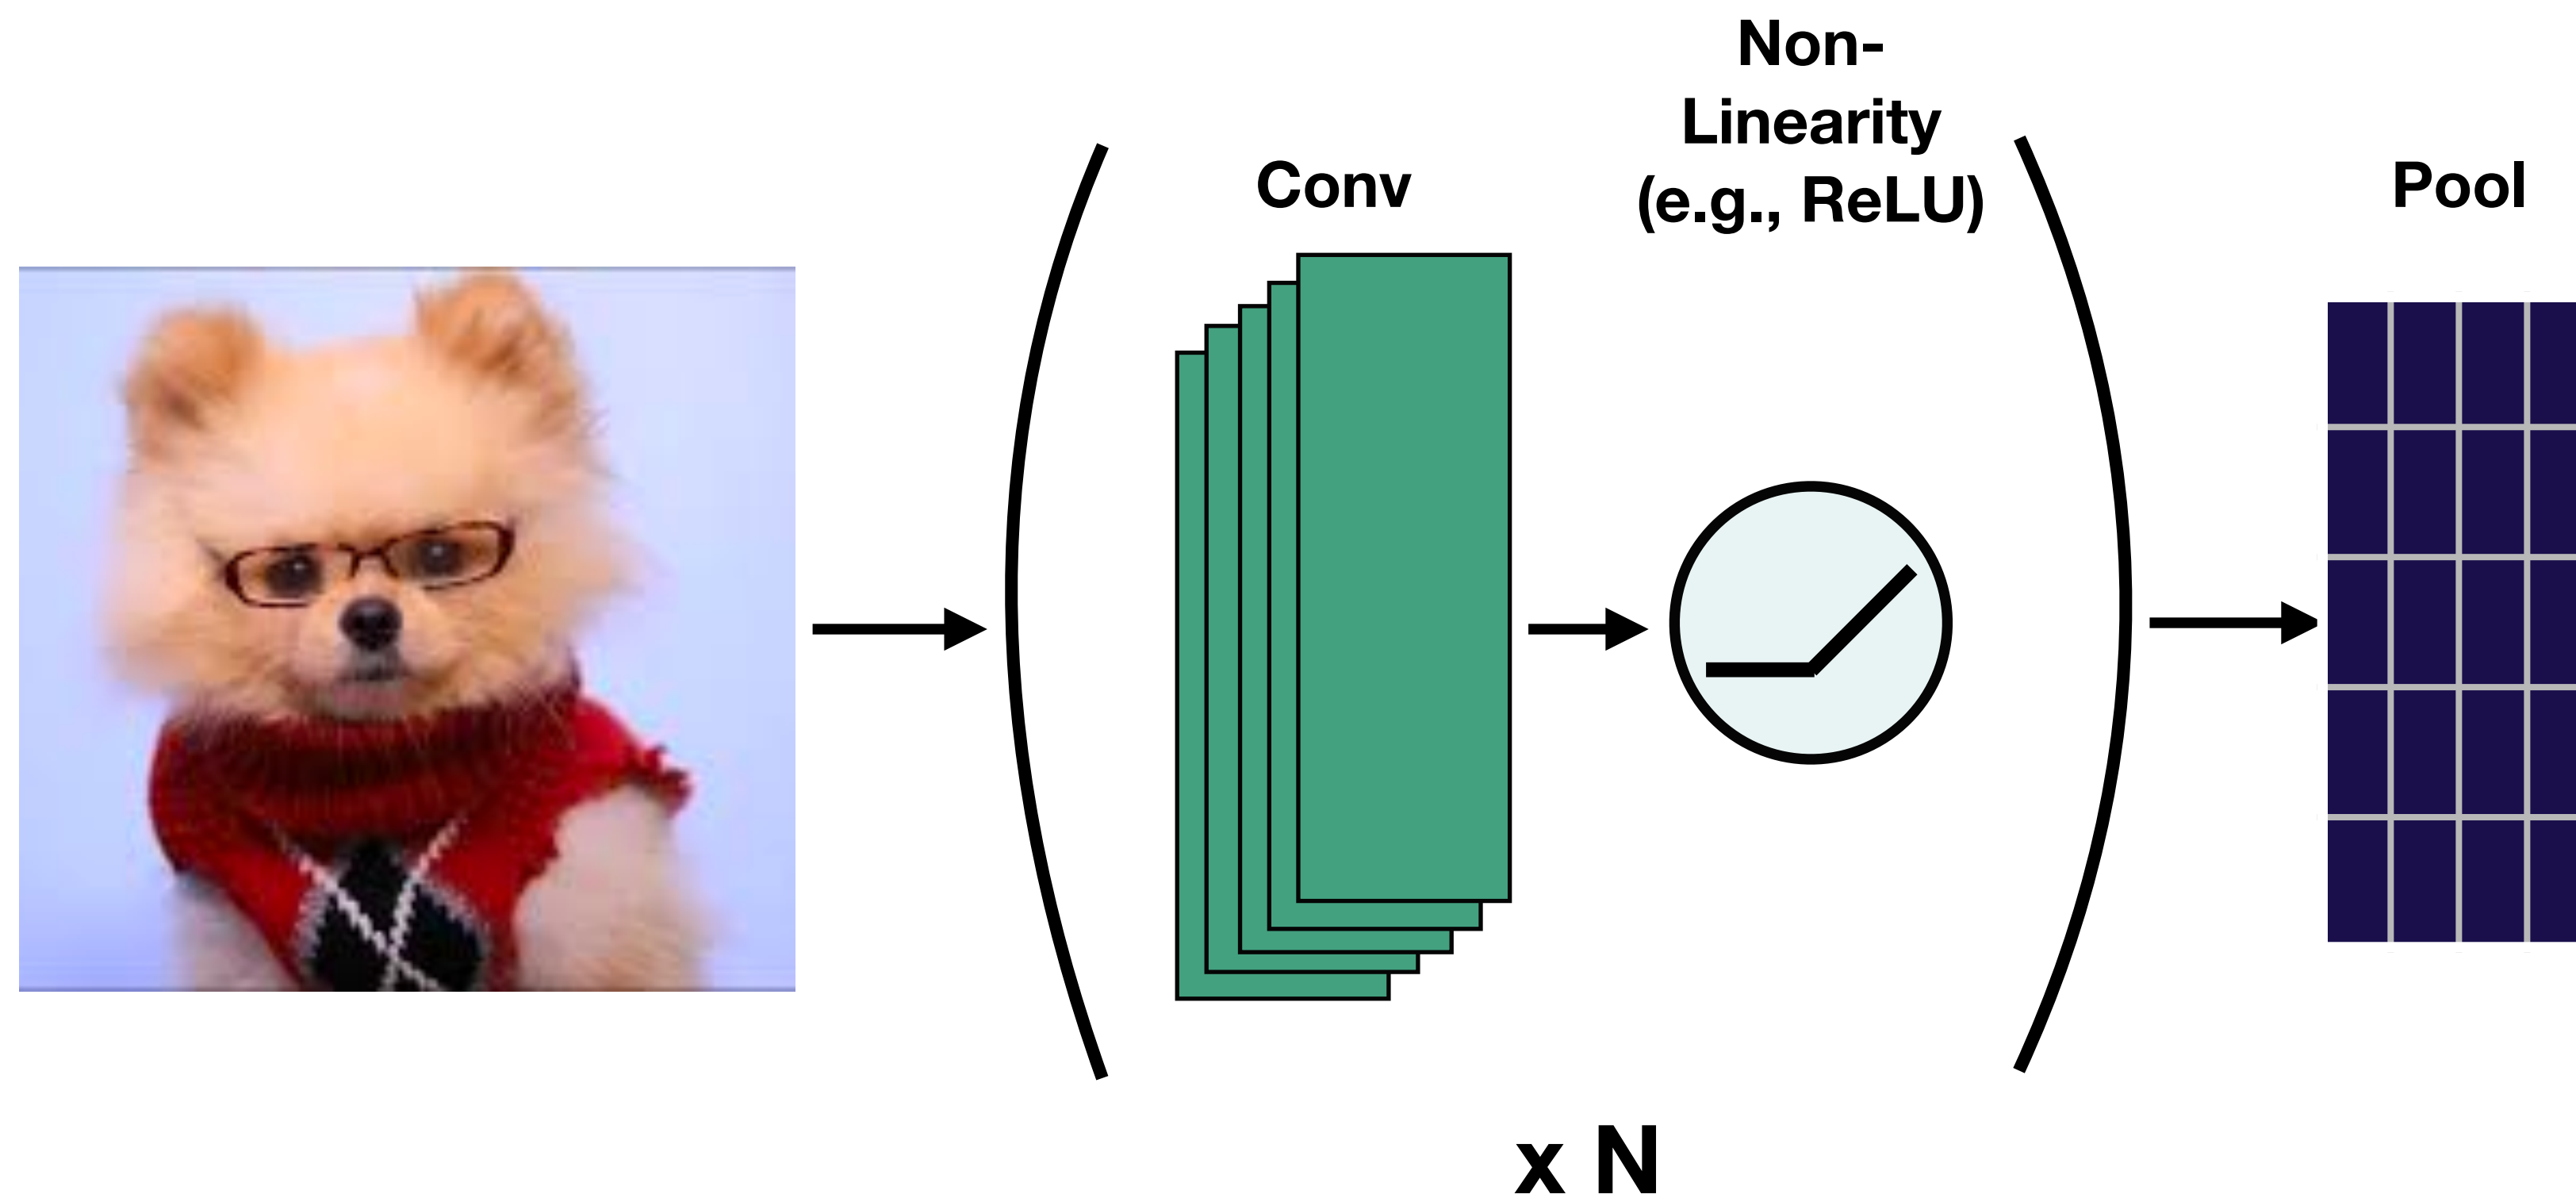 Conv
Non-
Linearity
(e.g., ReLU)
Pool
x N